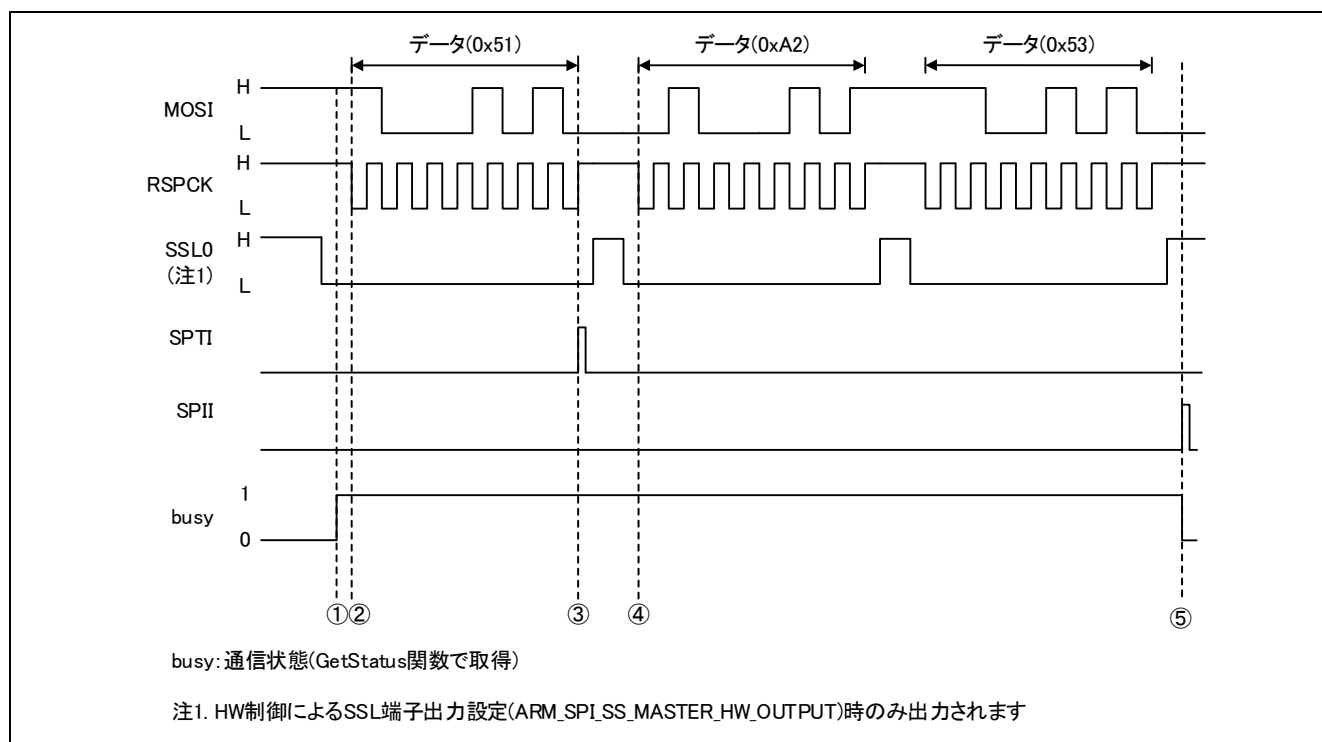 データ(0x51)
データ(0xA2)
データ(0x53)
H
MOSI
L
H
RSPCK
L
H
SSL0
(注1)
L
SPTI
SPII
1
busy
0
①②
③
④
⑤
busy:通信状態(GetStatus関数で取得)
注1. HW制御によるSSL端子出力設定(ARM_SPI_SS_MASTER_HW_OUTPUT)時のみ出力されます